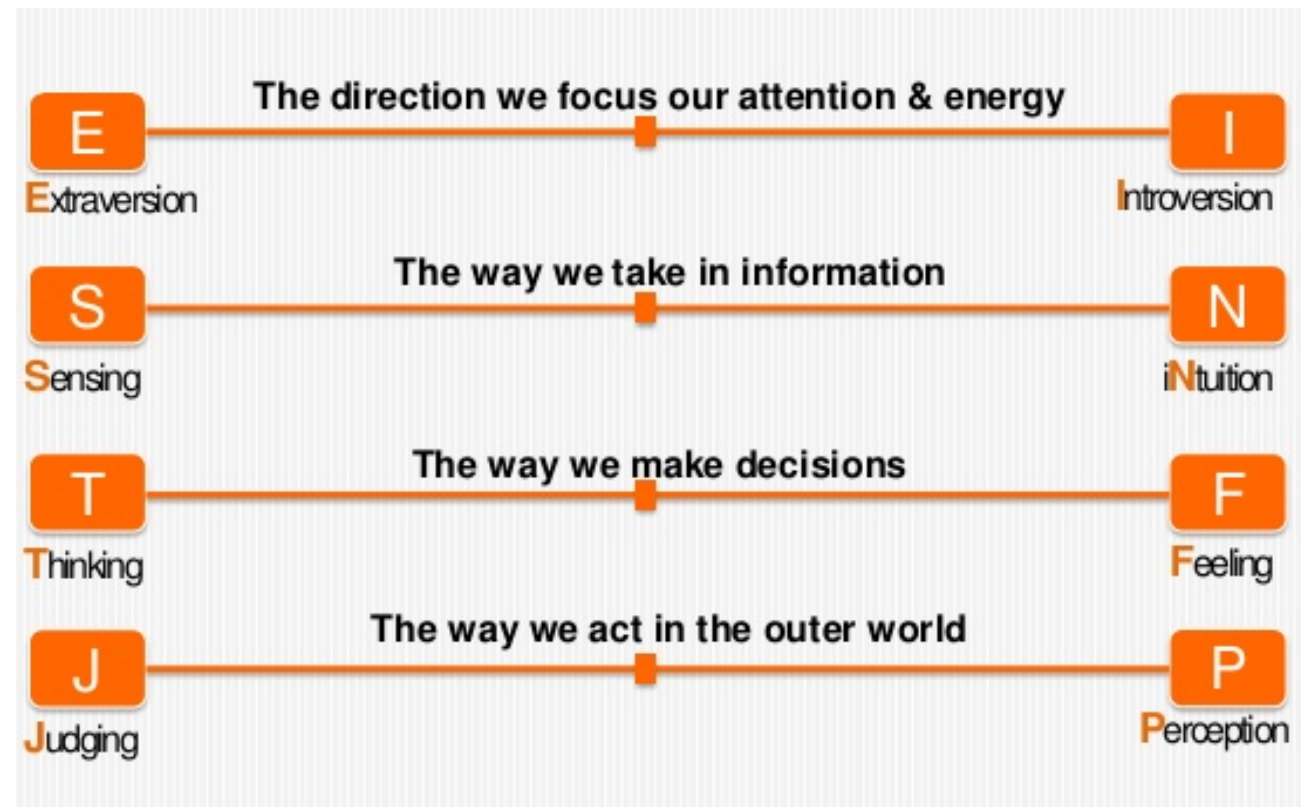 The direction we focus our attention & energy
E
I
Extraversion
Introversion
The way we take in information
S
N
Sensing
iNtuition
The way we make decisions
T
F
Thinking
Feeling
The way we act in the outer world
J
P
Judging
Perception